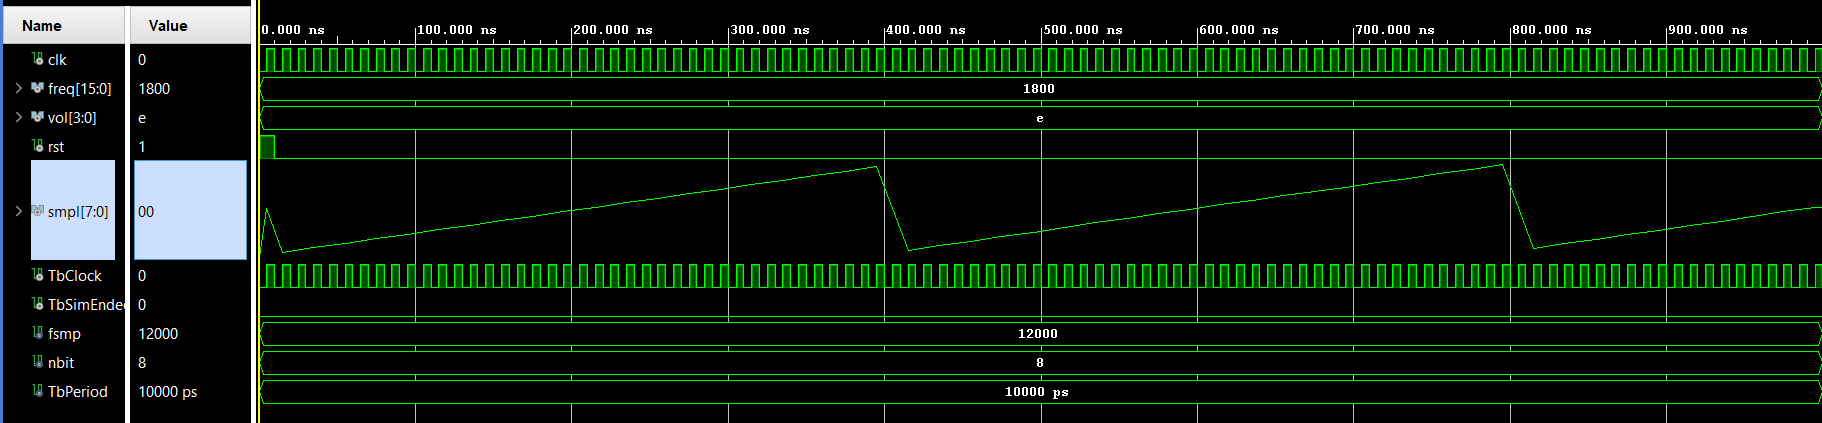 Name Value
0.000 ns 100.000 ns 200.000 ns 300.000 ns 400.000 ns 500.000 ns 600.000 ns 700.000 ns 800.000 ns 900.000 ns
clk 0
freq[15:0] 1800 1800
vol[3:0] e e
rst 1
smpl[7:0] 00
TbClock 0
TbSimEnded 0
fsmp 12000 12000
nbit 8 8
TbPeriod 10000 ps 10000 ps